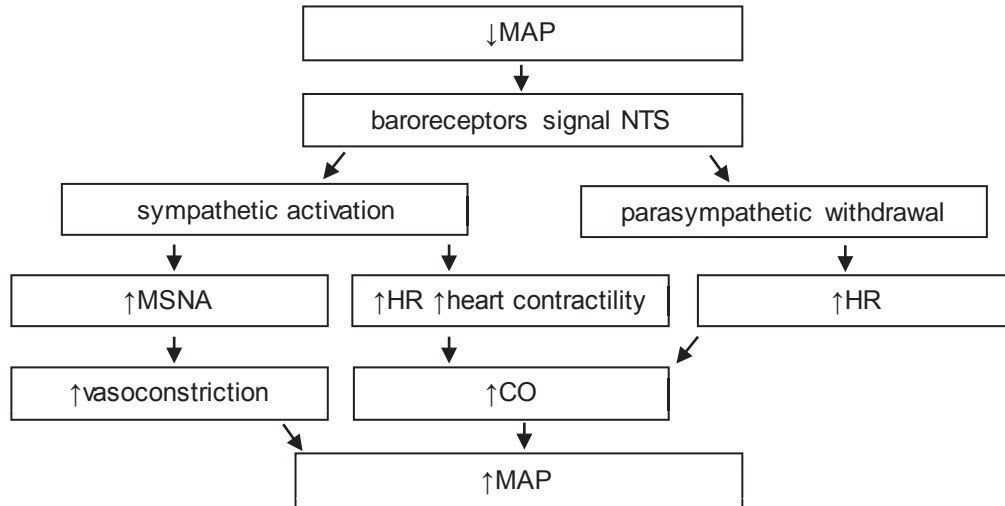 ↓MAP
baroreceptors signal NTS
sympathetic activation
parasympathetic withdrawal
↑MSNA
↑HR ↑heart contractility
↑HR
↑vasoconstriction
↑CO
↑MAP